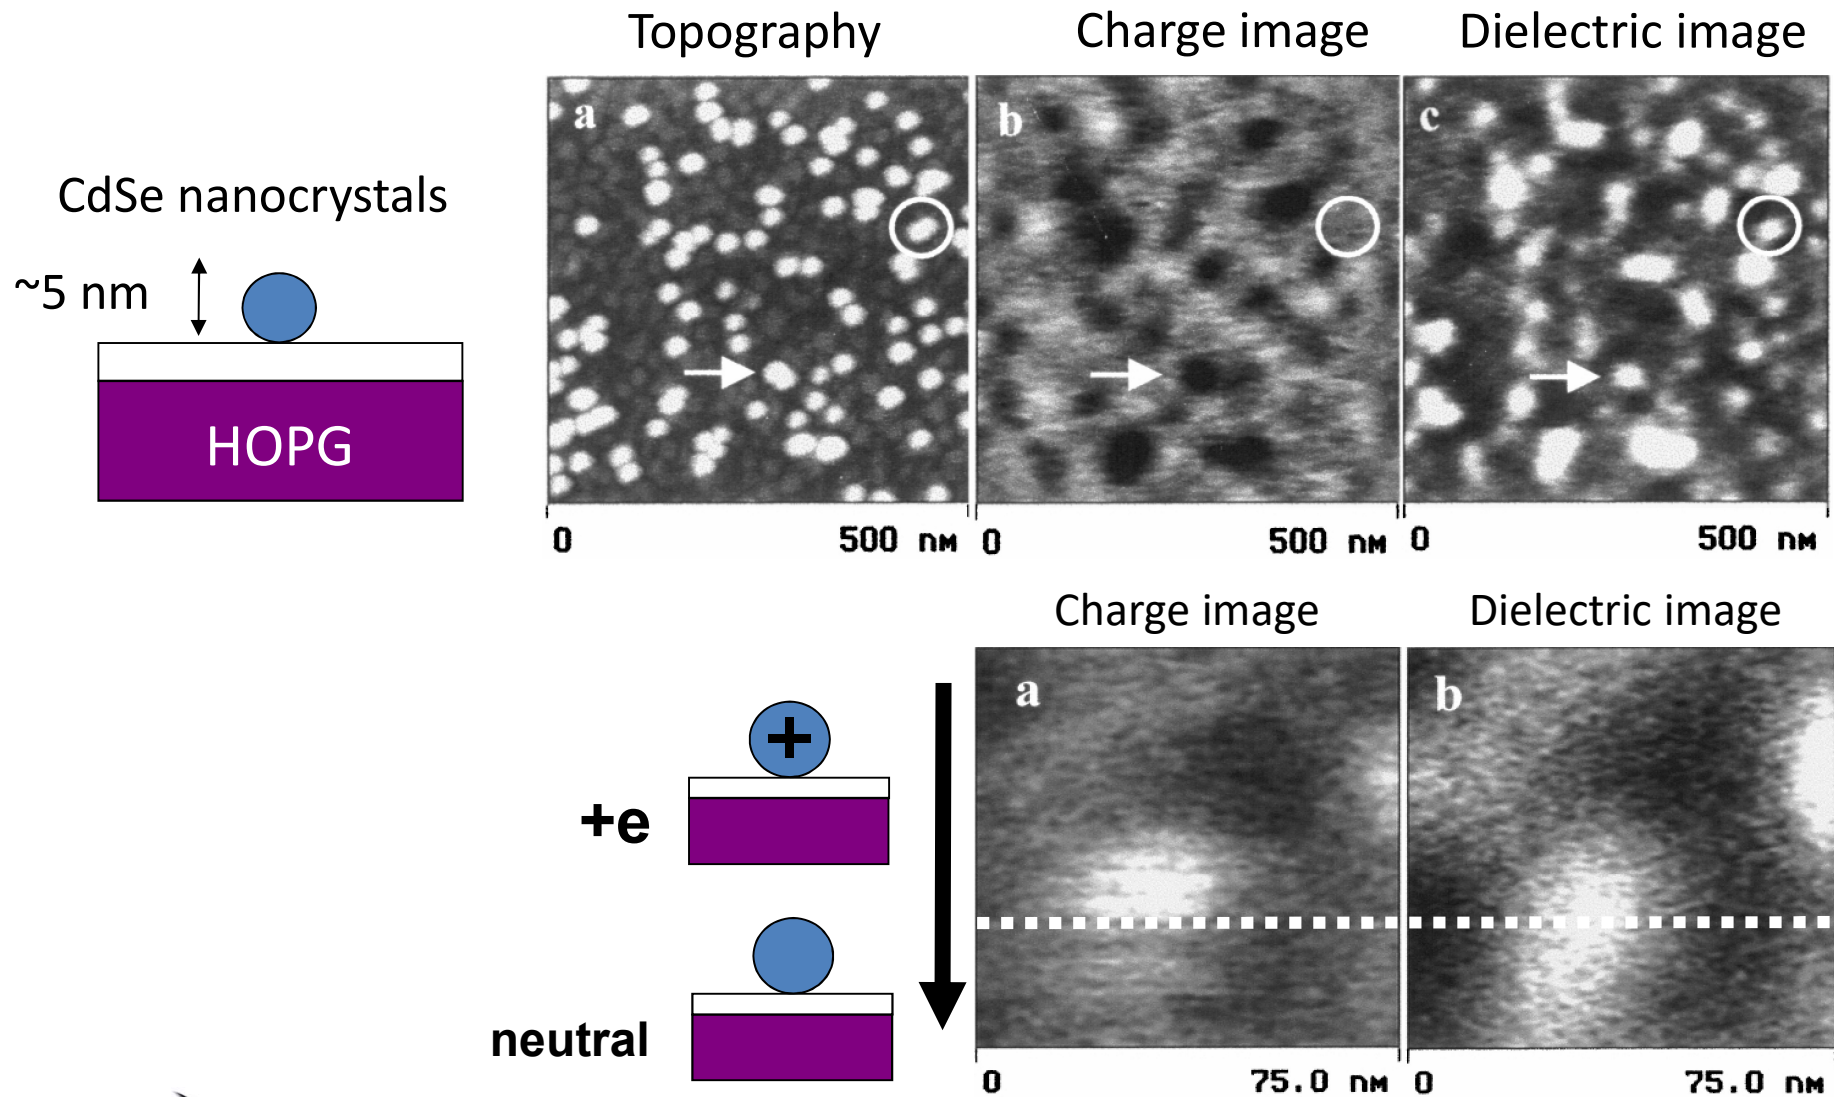 Topography
Charge image
Dielectric image
a
b
c
CdSe nanocrystals
~5 nm
HOPG
0
500 nm
0
500 nm
0
500 nm
Charge image
Dielectric image
a
b
+
+e
neutral
0
75.0 nm
0
75.0 nm